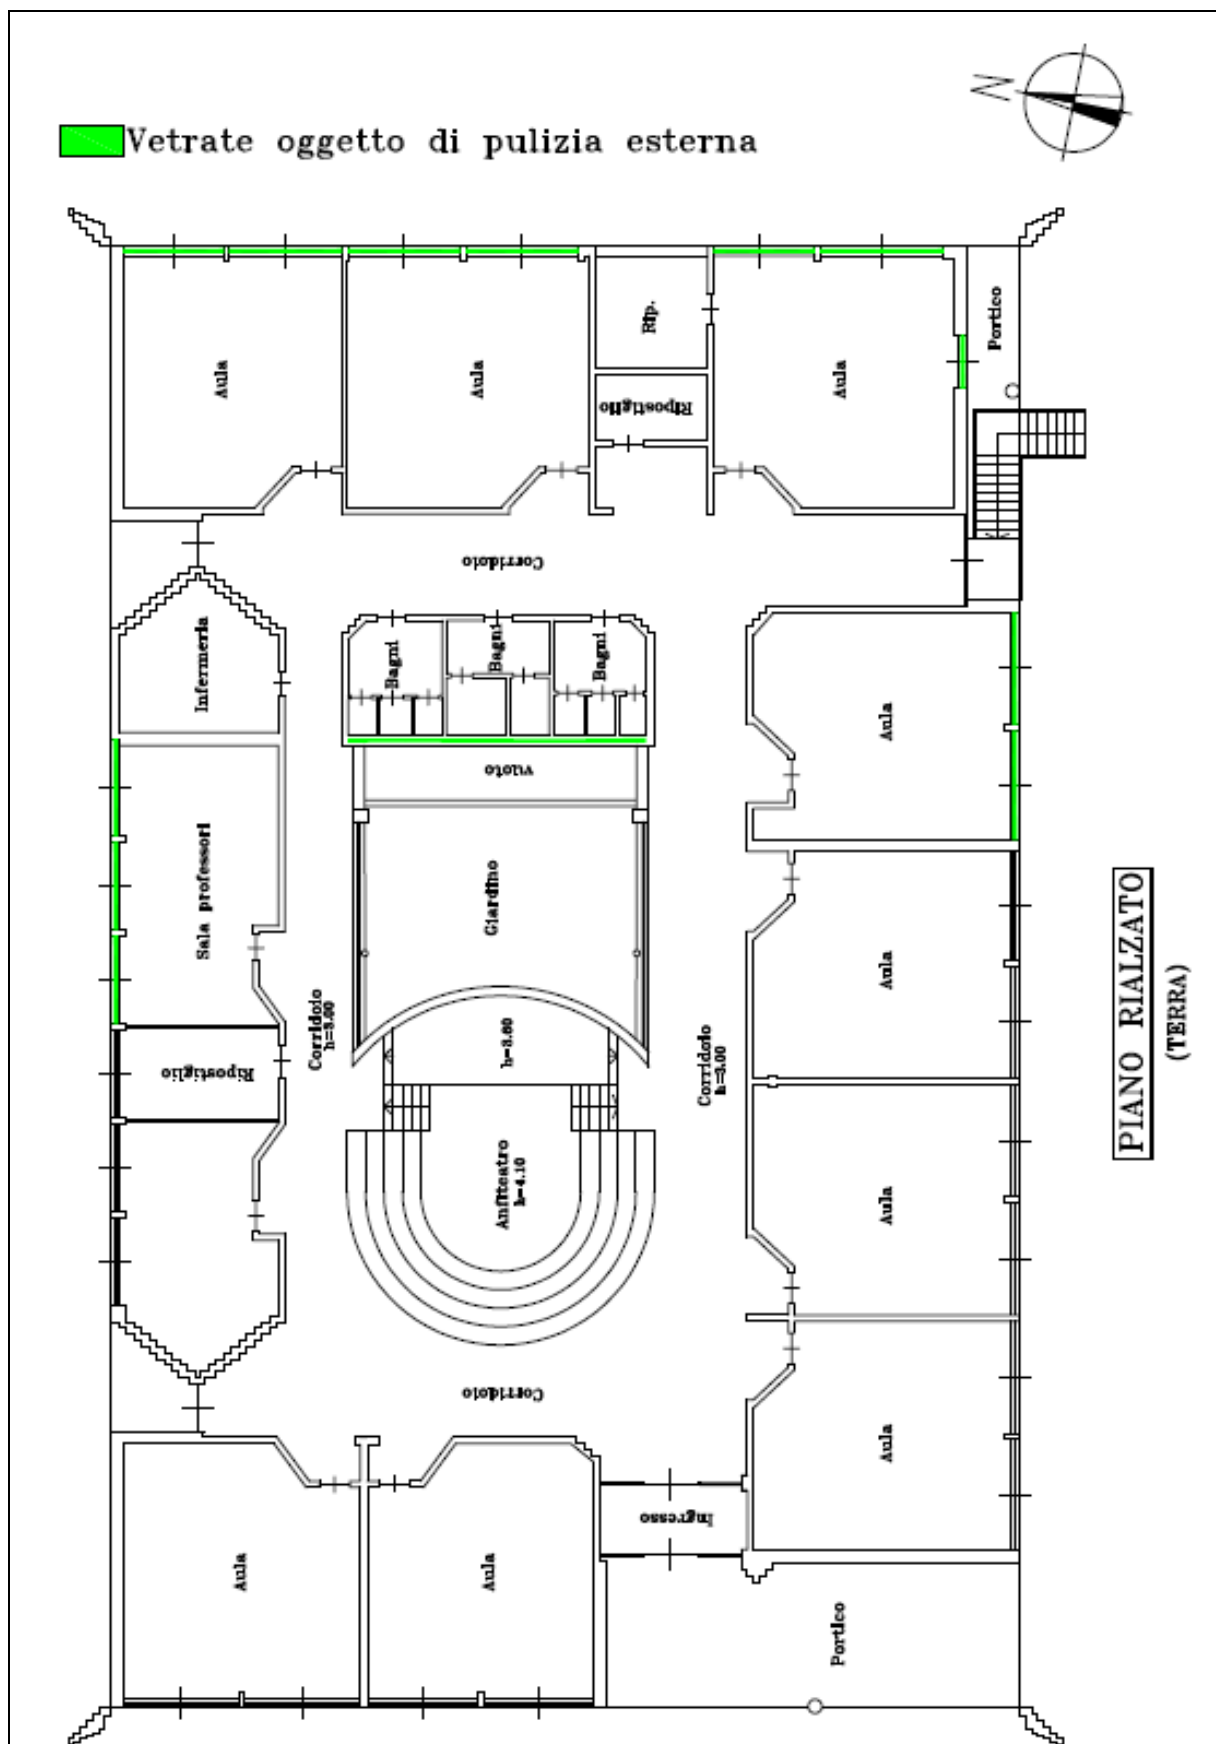 N
Vetrate oggetto di pulizia esterna
Aula
Aula
Rip.
Ripostiglio
Aula
Portico
Corridoio
Infermeria
Bagni
Bagni
Bagni
Aula
vuoto
Sala professori
Giardino
Aula
PIANO RIALZATO
(TERRA)
Corridoio
h=3.00
h=3.60
Corridoio
h=3.00
Ripostiglio
Anfiteatro
h=4.10
Aula
Corridoio
Aula
Ingresso
Aula
Aula
Portico